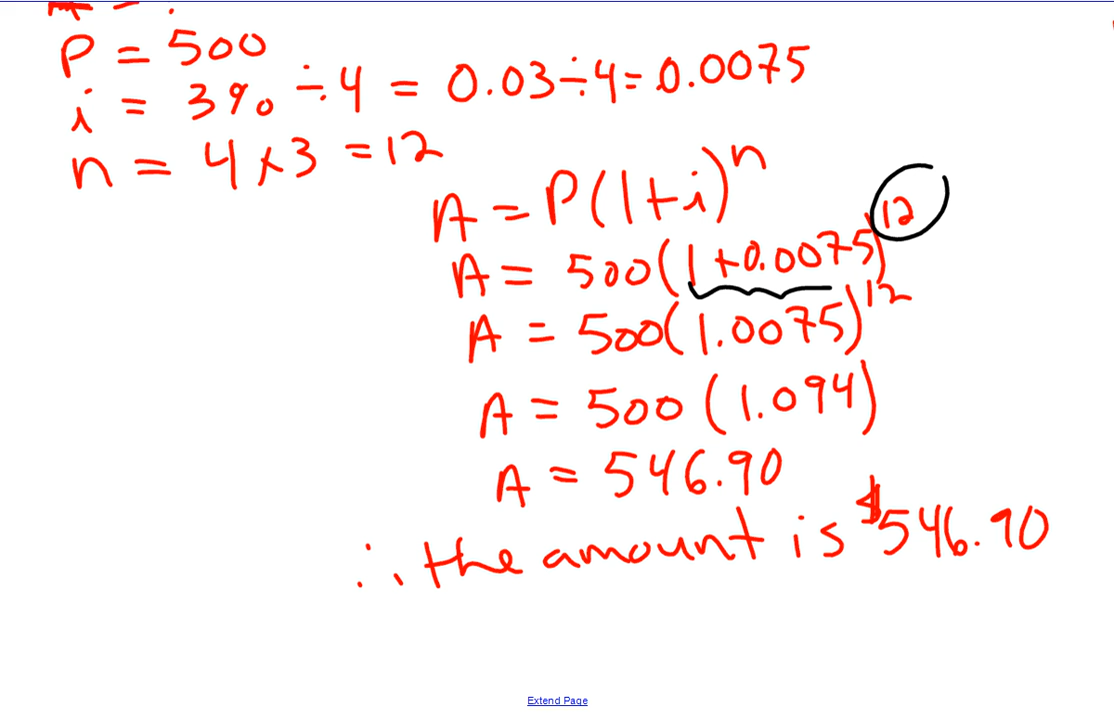 P = 500
i = 3% ÷ 4 = 0.03 ÷ 4 = 0.0075
n = 4 x 3 = 12
A = P(1+i)^n
A = 500(1+0.0075)^12
A = 500(1.0075)^12
A = 500 (1.094)
A = 546.90
∴ the amount is $546.90
Extend Page